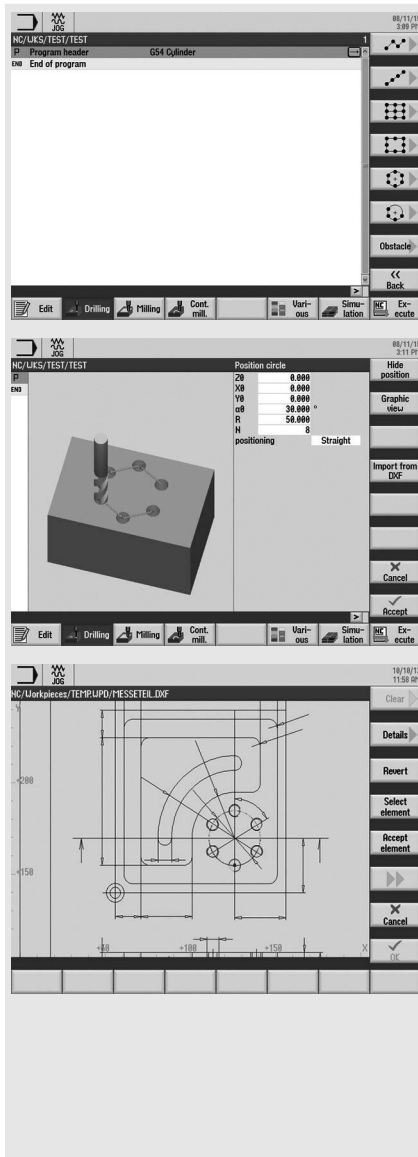 JOG
08/11/1
3:09 P
NC/UKS/TEST/TEST 1
P Program header G54 Cylinder
END End of program
Obstacle
<<
Back
Edit Drilling Milling Cont. mill. Vari- ous Simu- lation NC Ex- ecute
JOG
08/11/1
3:11 P
NC/UKS/TEST/TEST Position circle
P Z0 0.000
END X0 0.000
Y0 0.000
α0 30.000 °
R 50.000
N 8
positioning Straight
Hide position
Graphic view
Import from DXF
Cancel
Accept
Edit Drilling Milling Cont. mill. Vari- ous Simu- lation NC Ex- ecute
JOG
10/10/1
11:58 A
NC/Workpieces/TEMP.WPD/MESSETEIL.DXF
Clear
Details
Revert
Select element
Accept element
Cancel
OK
Y
+200
+150
+100 +150 X